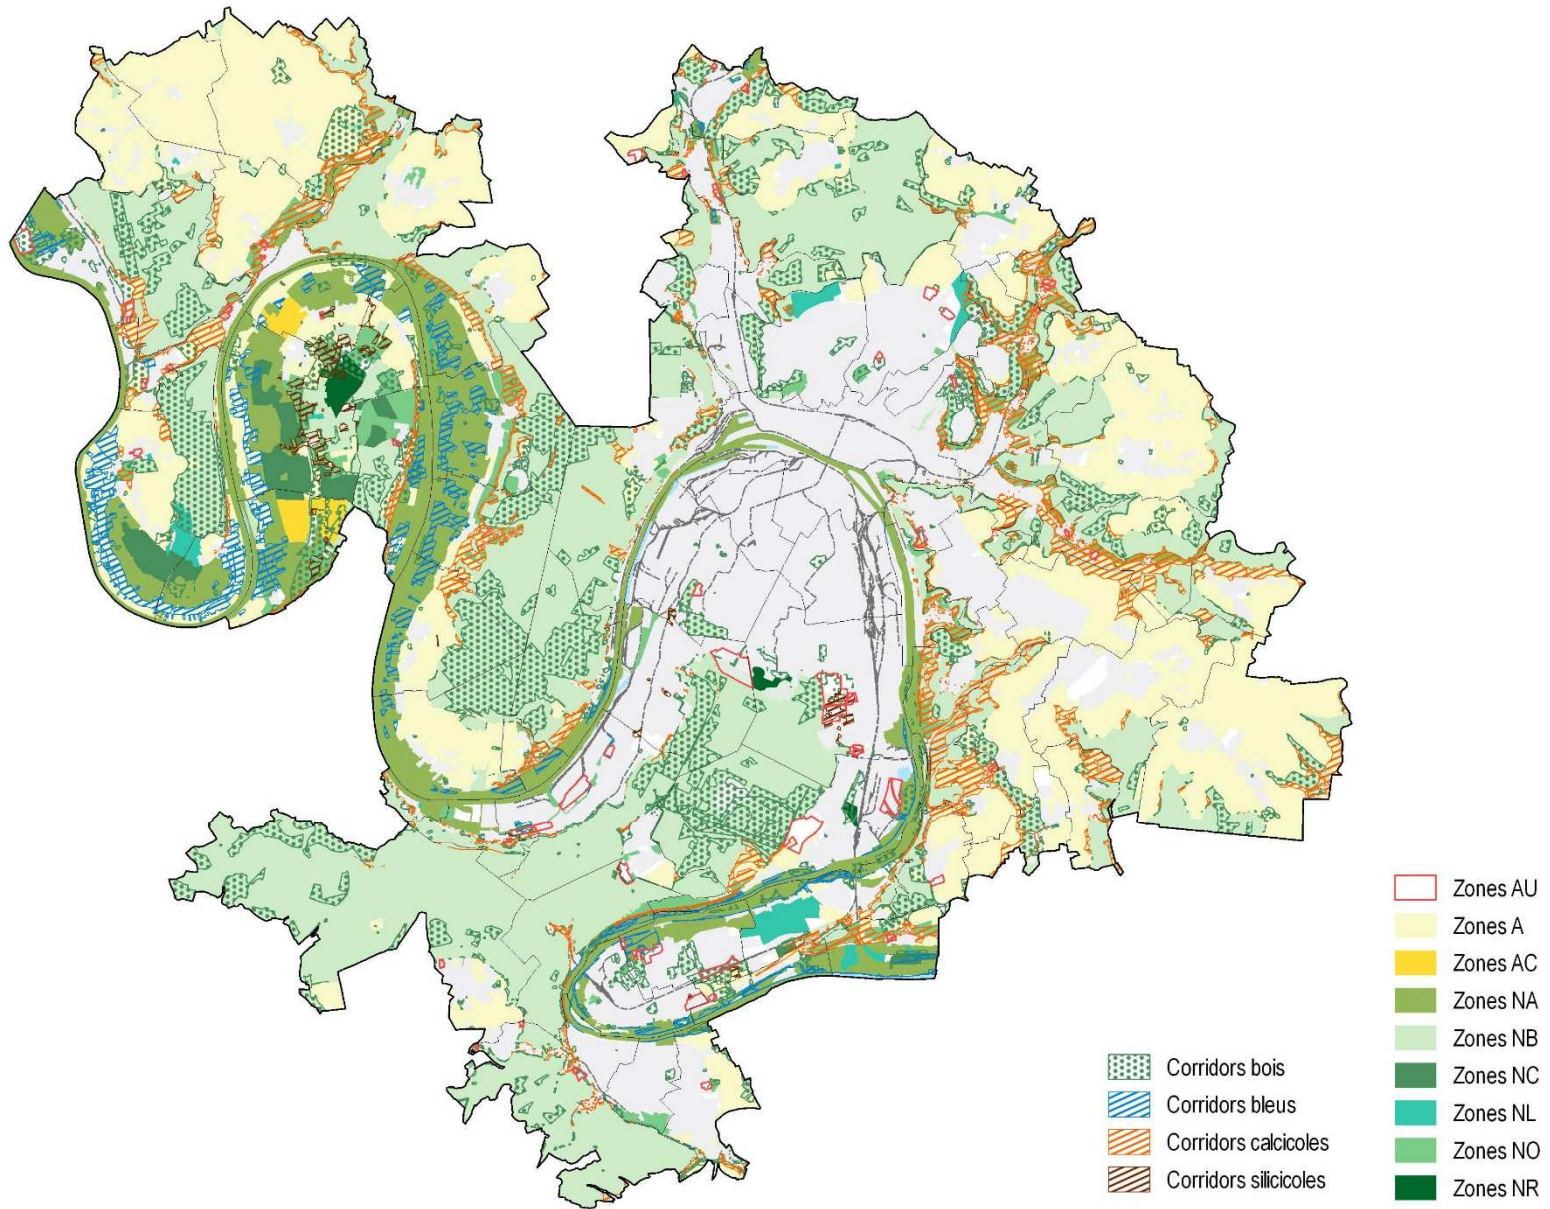 Corridors bois
Corridors bleus
Corridors calcicoles
Corridors silicicoles
Zones AU
Zones A
Zones AC
Zones NA
Zones NB
Zones NC
Zones NL
Zones NO
Zones NR